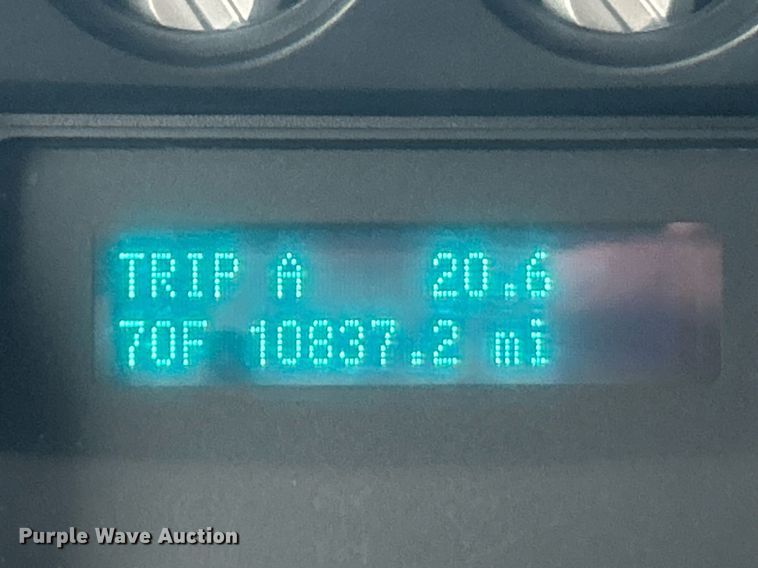 TRIP A 20.6
70F 10837.2 mi
Purple Wave Auction